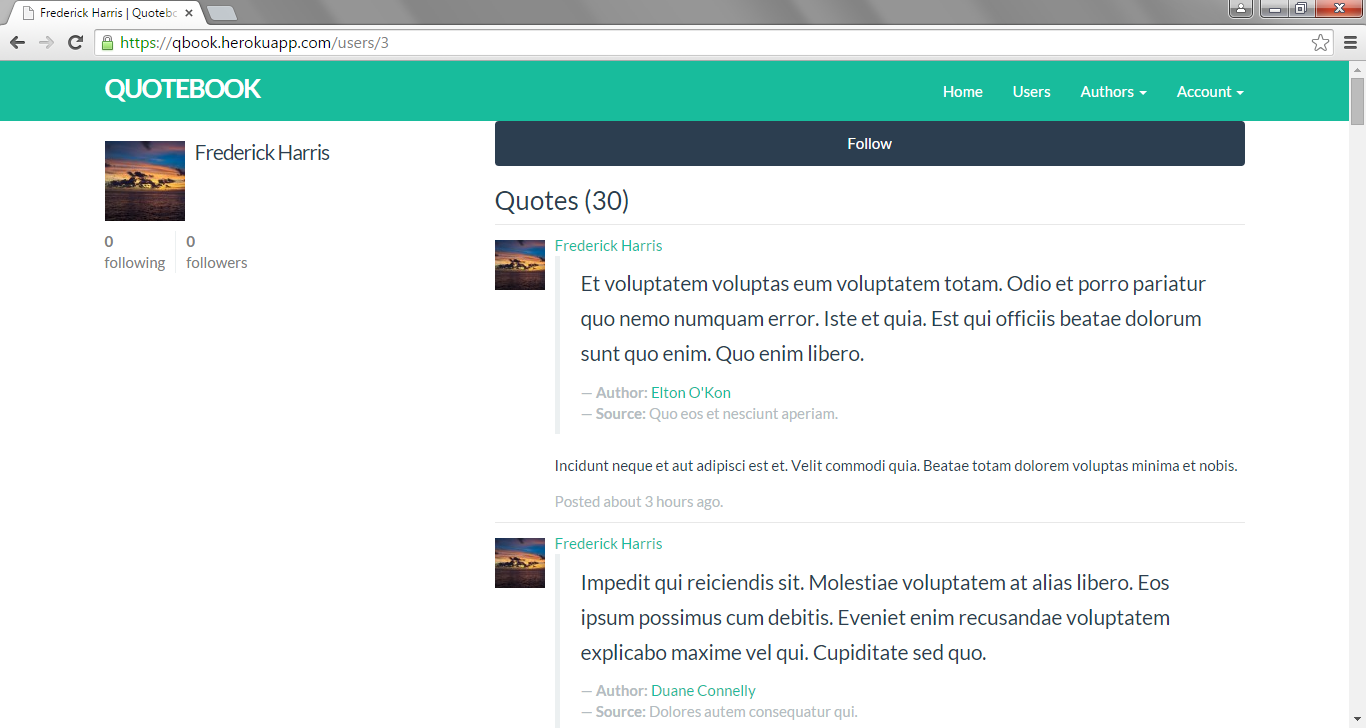 Frederick Harris | Quotebo
https://qbook.herokuapp.com/users/3
QUOTEBOOK
Home Users Authors Account
Frederick Harris
0 following
0 followers
Follow
Quotes (30)
Frederick Harris
Et voluptatem voluptas eum voluptatem totam. Odio et porro pariatur
quo nemo numquam error. Iste et quia. Est qui officiis beatae dolorum
sunt quo enim. Quo enim libero.
— Author: Elton O'Kon
— Source: Quo eos et nesciunt aperiam.
Incidunt neque et aut adipisci est et. Velit commodi quia. Beatae totam dolorem voluptas minima et nobis.
Posted about 3 hours ago.
Frederick Harris
Impedit qui reiciendis sit. Molestiae voluptatem at alias libero. Eos
ipsum possimus cum debitis. Eveniet enim recusandae voluptatem
explicabo maxime vel qui. Cupiditate sed quo.
— Author: Duane Connelly
— Source: Dolores autem consequatur qui.